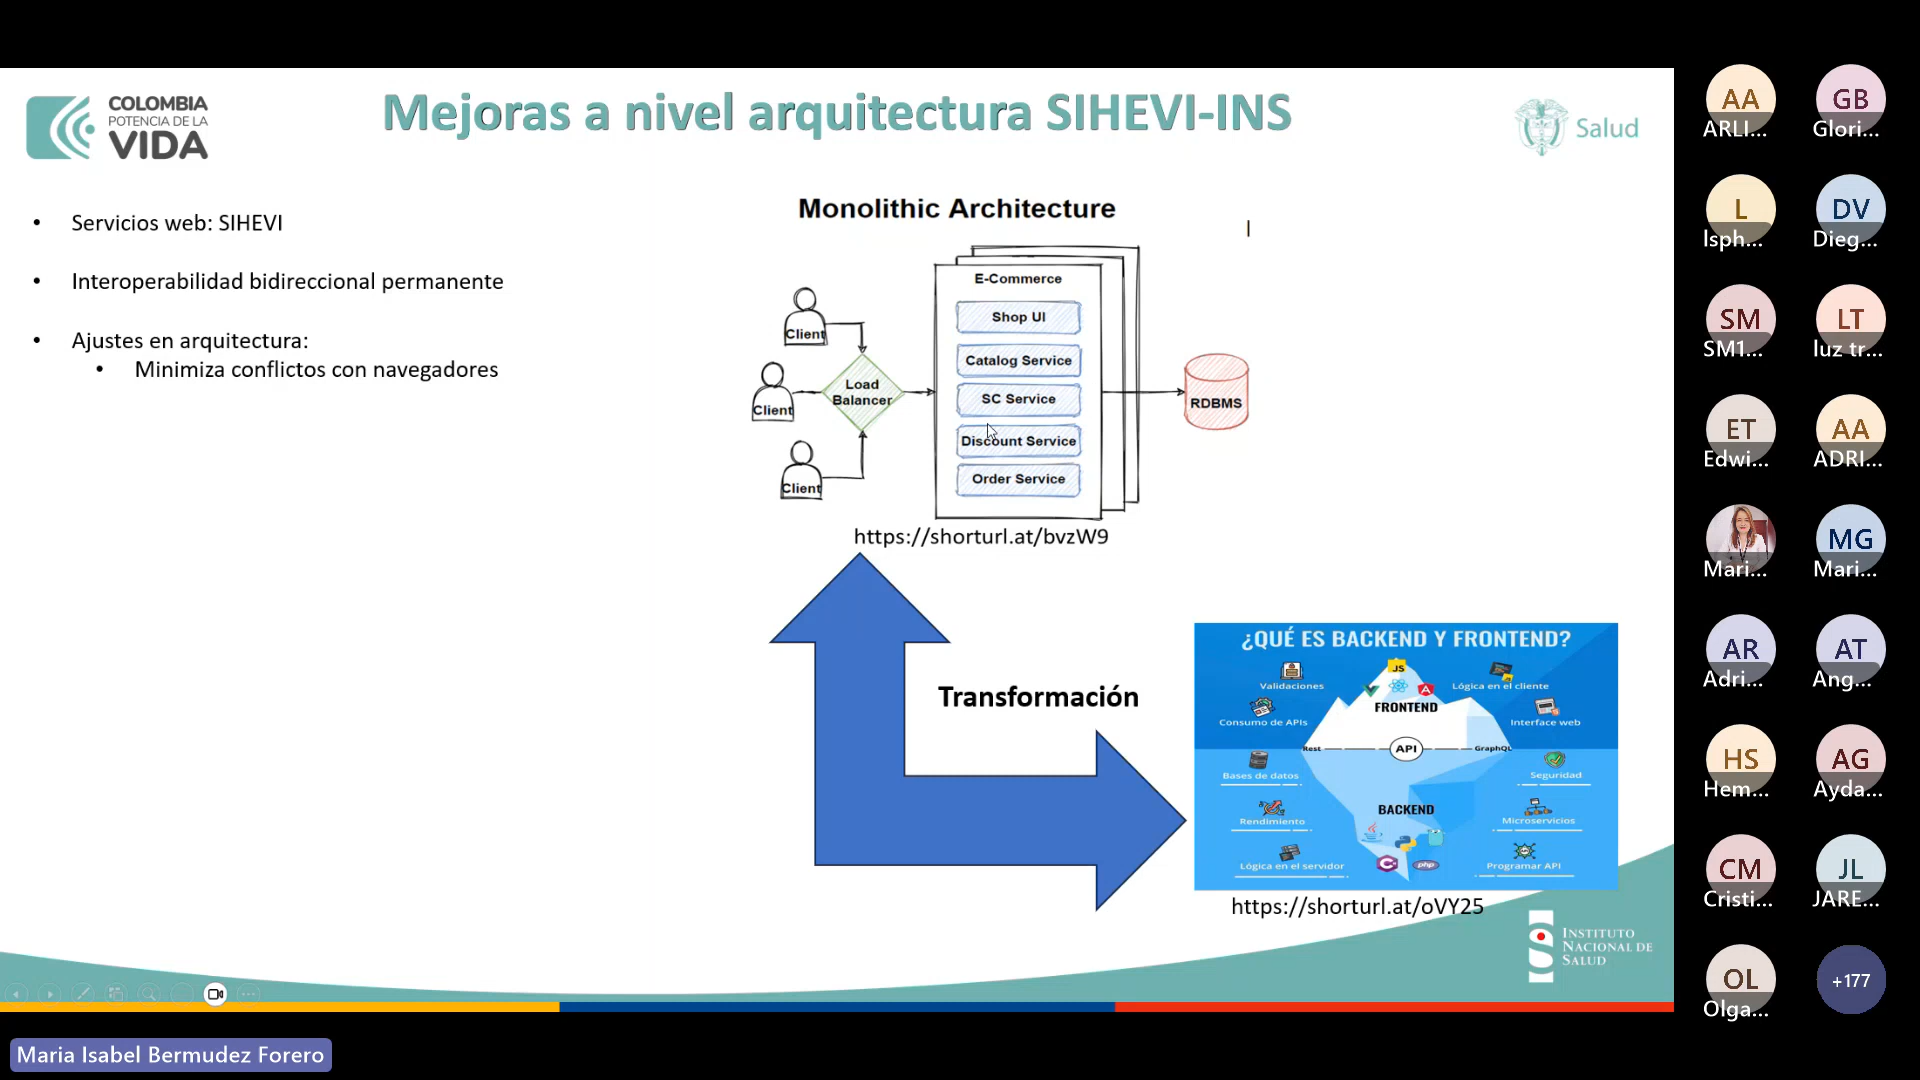 COLOMBIA
POTENCIA DE LA
VIDA
Mejoras a nivel arquitectura SIHEVI-INS
Salud
• Servicios web: SIHEVI
• Interoperabilidad bidireccional permanente
• Ajustes en arquitectura:
• Minimiza conflictos con navegadores
Monolithic Architecture
E-Commerce
Shop UI
Catalog Service
SC Service
Discount Service
Order Service
Client
Client
Client
Load
Balancer
RDBMS
https://shorturl.at/bvzW9
Transformación
¿QUÉ ES BACKEND Y FRONTEND?
JS
Validaciones
Lógica en el cliente
FRONTEND
Consumo de APIs
Interface web
Rest
API
GraphQL
Bases de datos
Seguridad
BACKEND
Rendimiento
Microservicios
Lógica en el servidor
php
Programar API
https://shorturl.at/oVY25
INSTITUTO
NACIONAL DE
SALUD
AA
ARLI...
GB
Glori...
L
lsph...
DV
Dieg...
SM
SM1...
LT
luz tr...
ET
Edwi...
AA
ADRI...
Mari...
MG
Mari...
AR
Adri...
AT
Ang...
HS
Hem...
AG
Ayda...
CM
Cristi...
JL
JARE...
OL
Olga...
+177
Maria Isabel Bermudez Forero